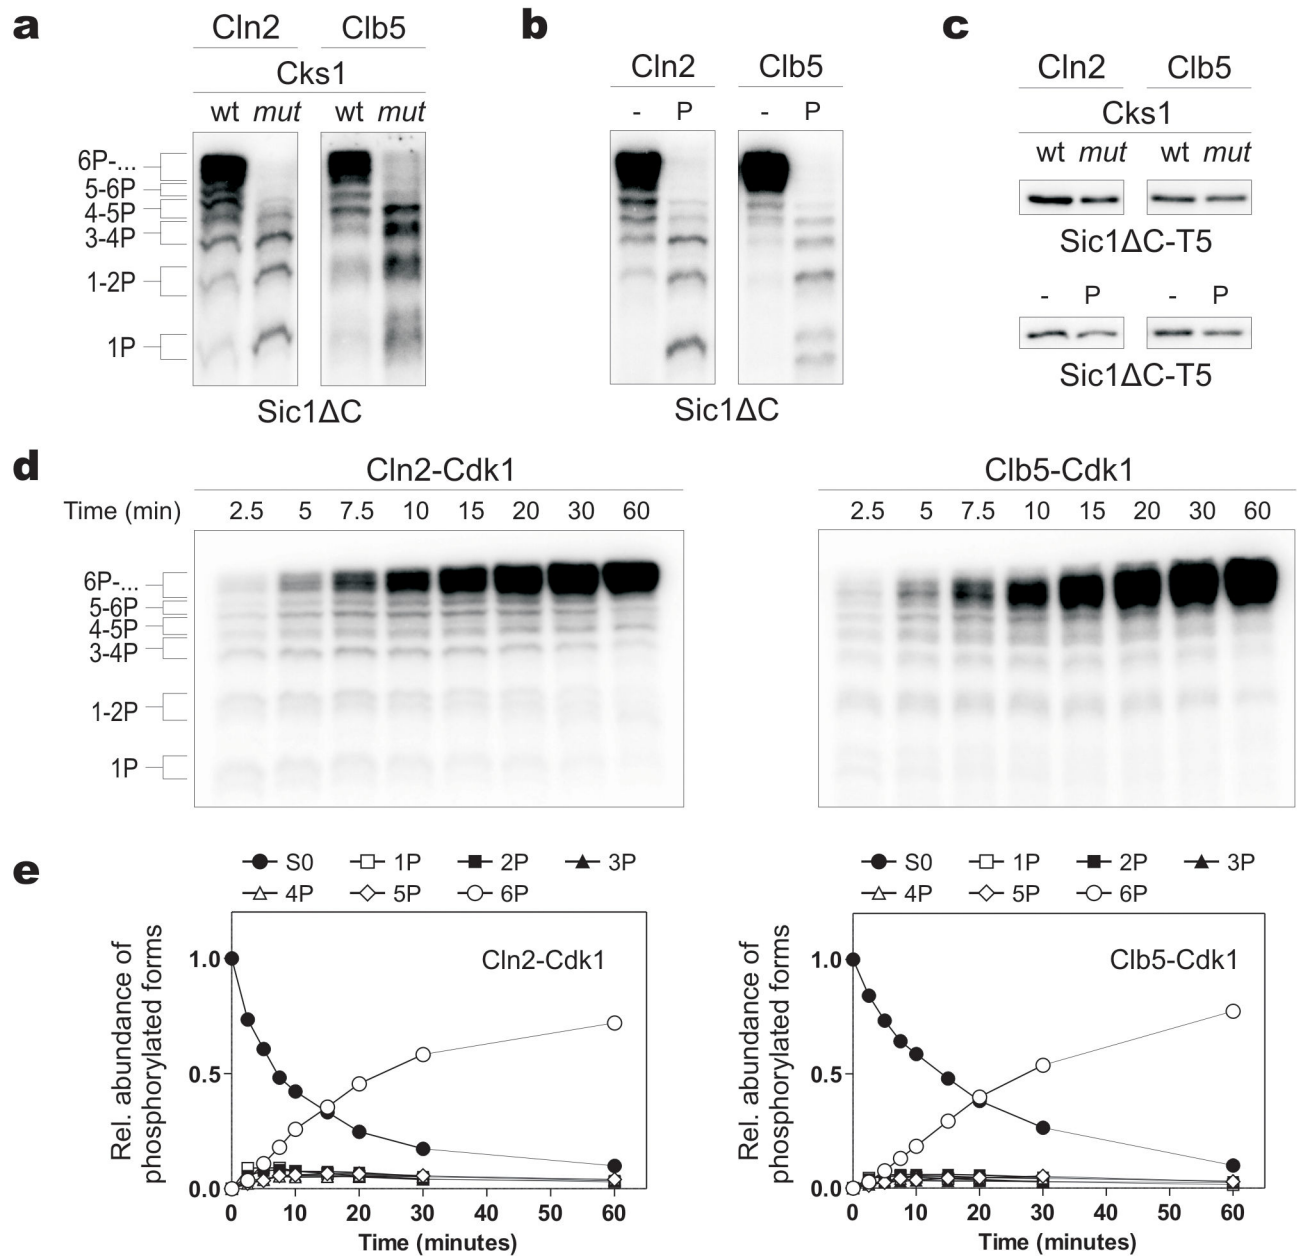 a
Cln2 Clb5
Cks1
wt mut wt mut
6P-...
5-6P
4-5P
3-4P
1-2P
1P
Sic1ΔC
b
Cln2 Clb5
- P - P
Sic1ΔC
c
Cln2 Clb5
Cks1
wt mut wt mut
Sic1ΔC-T5
- P - P
Sic1ΔC-T5
d
Cln2-Cdk1
Time (min) 2.5 5 7.5 10 15 20 30 60
6P-...
5-6P
4-5P
3-4P
1-2P
1P
Clb5-Cdk1
2.5 5 7.5 10 15 20 30 60
e
S0 1P 2P 3P
4P 5P 6P
Cln2-Cdk1
Rel. abundance of
phosphorylated forms
1.0
0.5
0.0
0 10 20 30 40 50 60
Time (minutes)
S0 1P 2P 3P
4P 5P 6P
Clb5-Cdk1
Rel. abundance of
phosphorylated forms
1.0
0.5
0.0
0 10 20 30 40 50 60
Time (minutes)